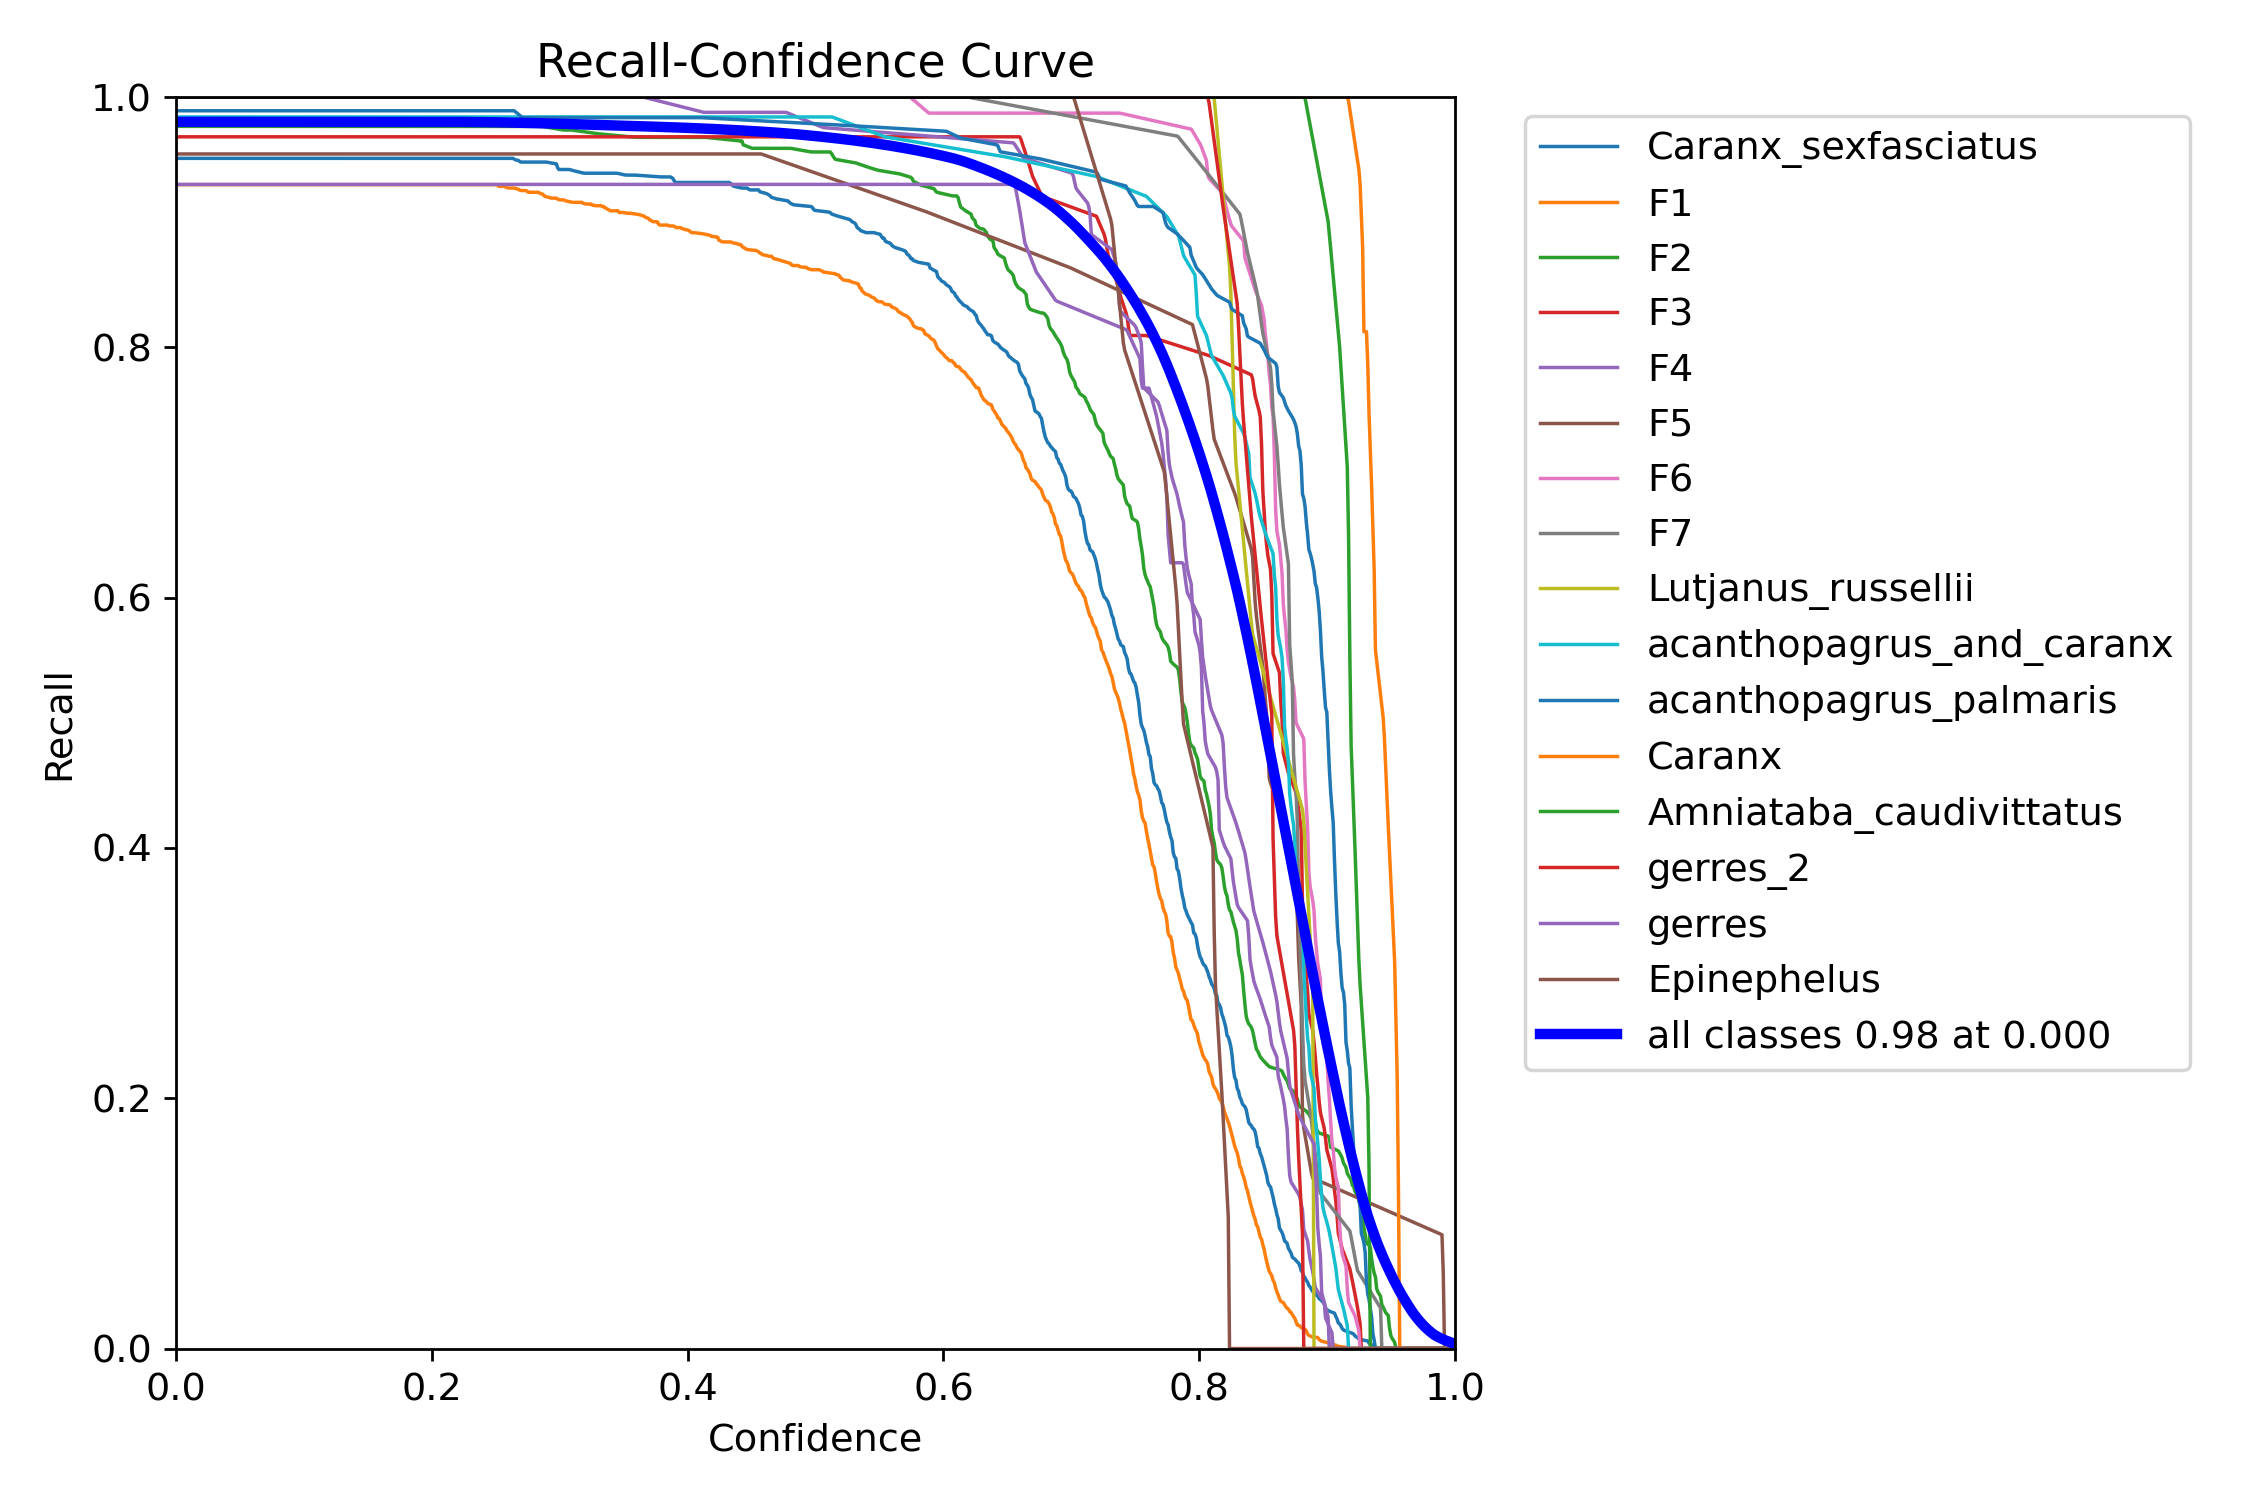 Recall-Confidence Curve
1.0
0.8
0.6
0.4
0.2
0.0
Recall
0.0 0.2 0.4 0.6 0.8 1.0
Confidence
Caranx_sexfasciatus
F1
F2
F3
F4
F5
F6
F7
Lutjanus_russellii
acanthopagrus_and_caranx
acanthopagrus_palmaris
Caranx
Amniataba_caudivittatus
gerres_2
gerres
Epinephelus
all classes 0.98 at 0.000